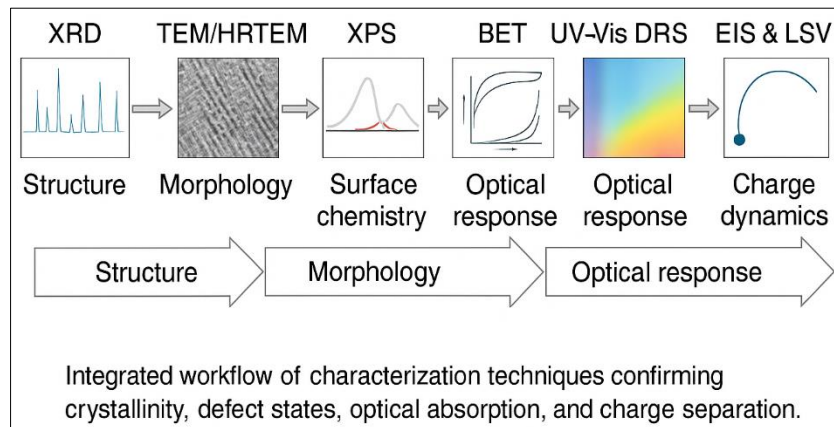 XRD
TEM/HRTEM
XPS
BET
UV-Vis DRS
EIS & LSV
Structure
Morphology
Surface
chemistry
Optical
response
Optical
response
Charge
dynamics
Structure
Morphology
Optical response
Integrated workflow of characterization techniques confirming
crystallinity, defect states, optical absorption, and charge separation.